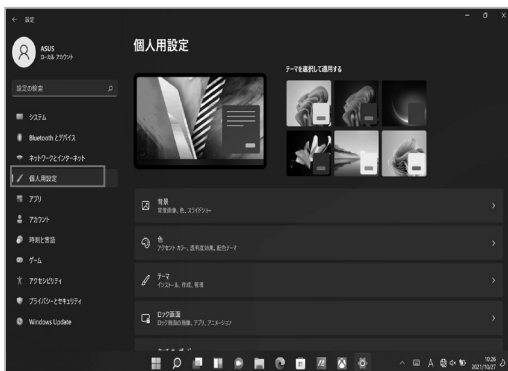 ← 設定
ASUS
ローカル アカウント
設定の検索
システム
Bluetooth とデバイス
ネットワークとインターネット
個人用設定
アプリ
アカウント
時刻と言語
ゲーム
アクセシビリティ
プライバシーとセキュリティ
Windows Update
個人用設定
テーマを選択して適用する
背景
背景画像、色、スライドショー
色
アクセント カラー、透明度効果、配色テーマ
テーマ
インストール、作成、管理
ロック画面
ロック画面の画像、アプリ、アニメーション
A
10:26
2021/10/27